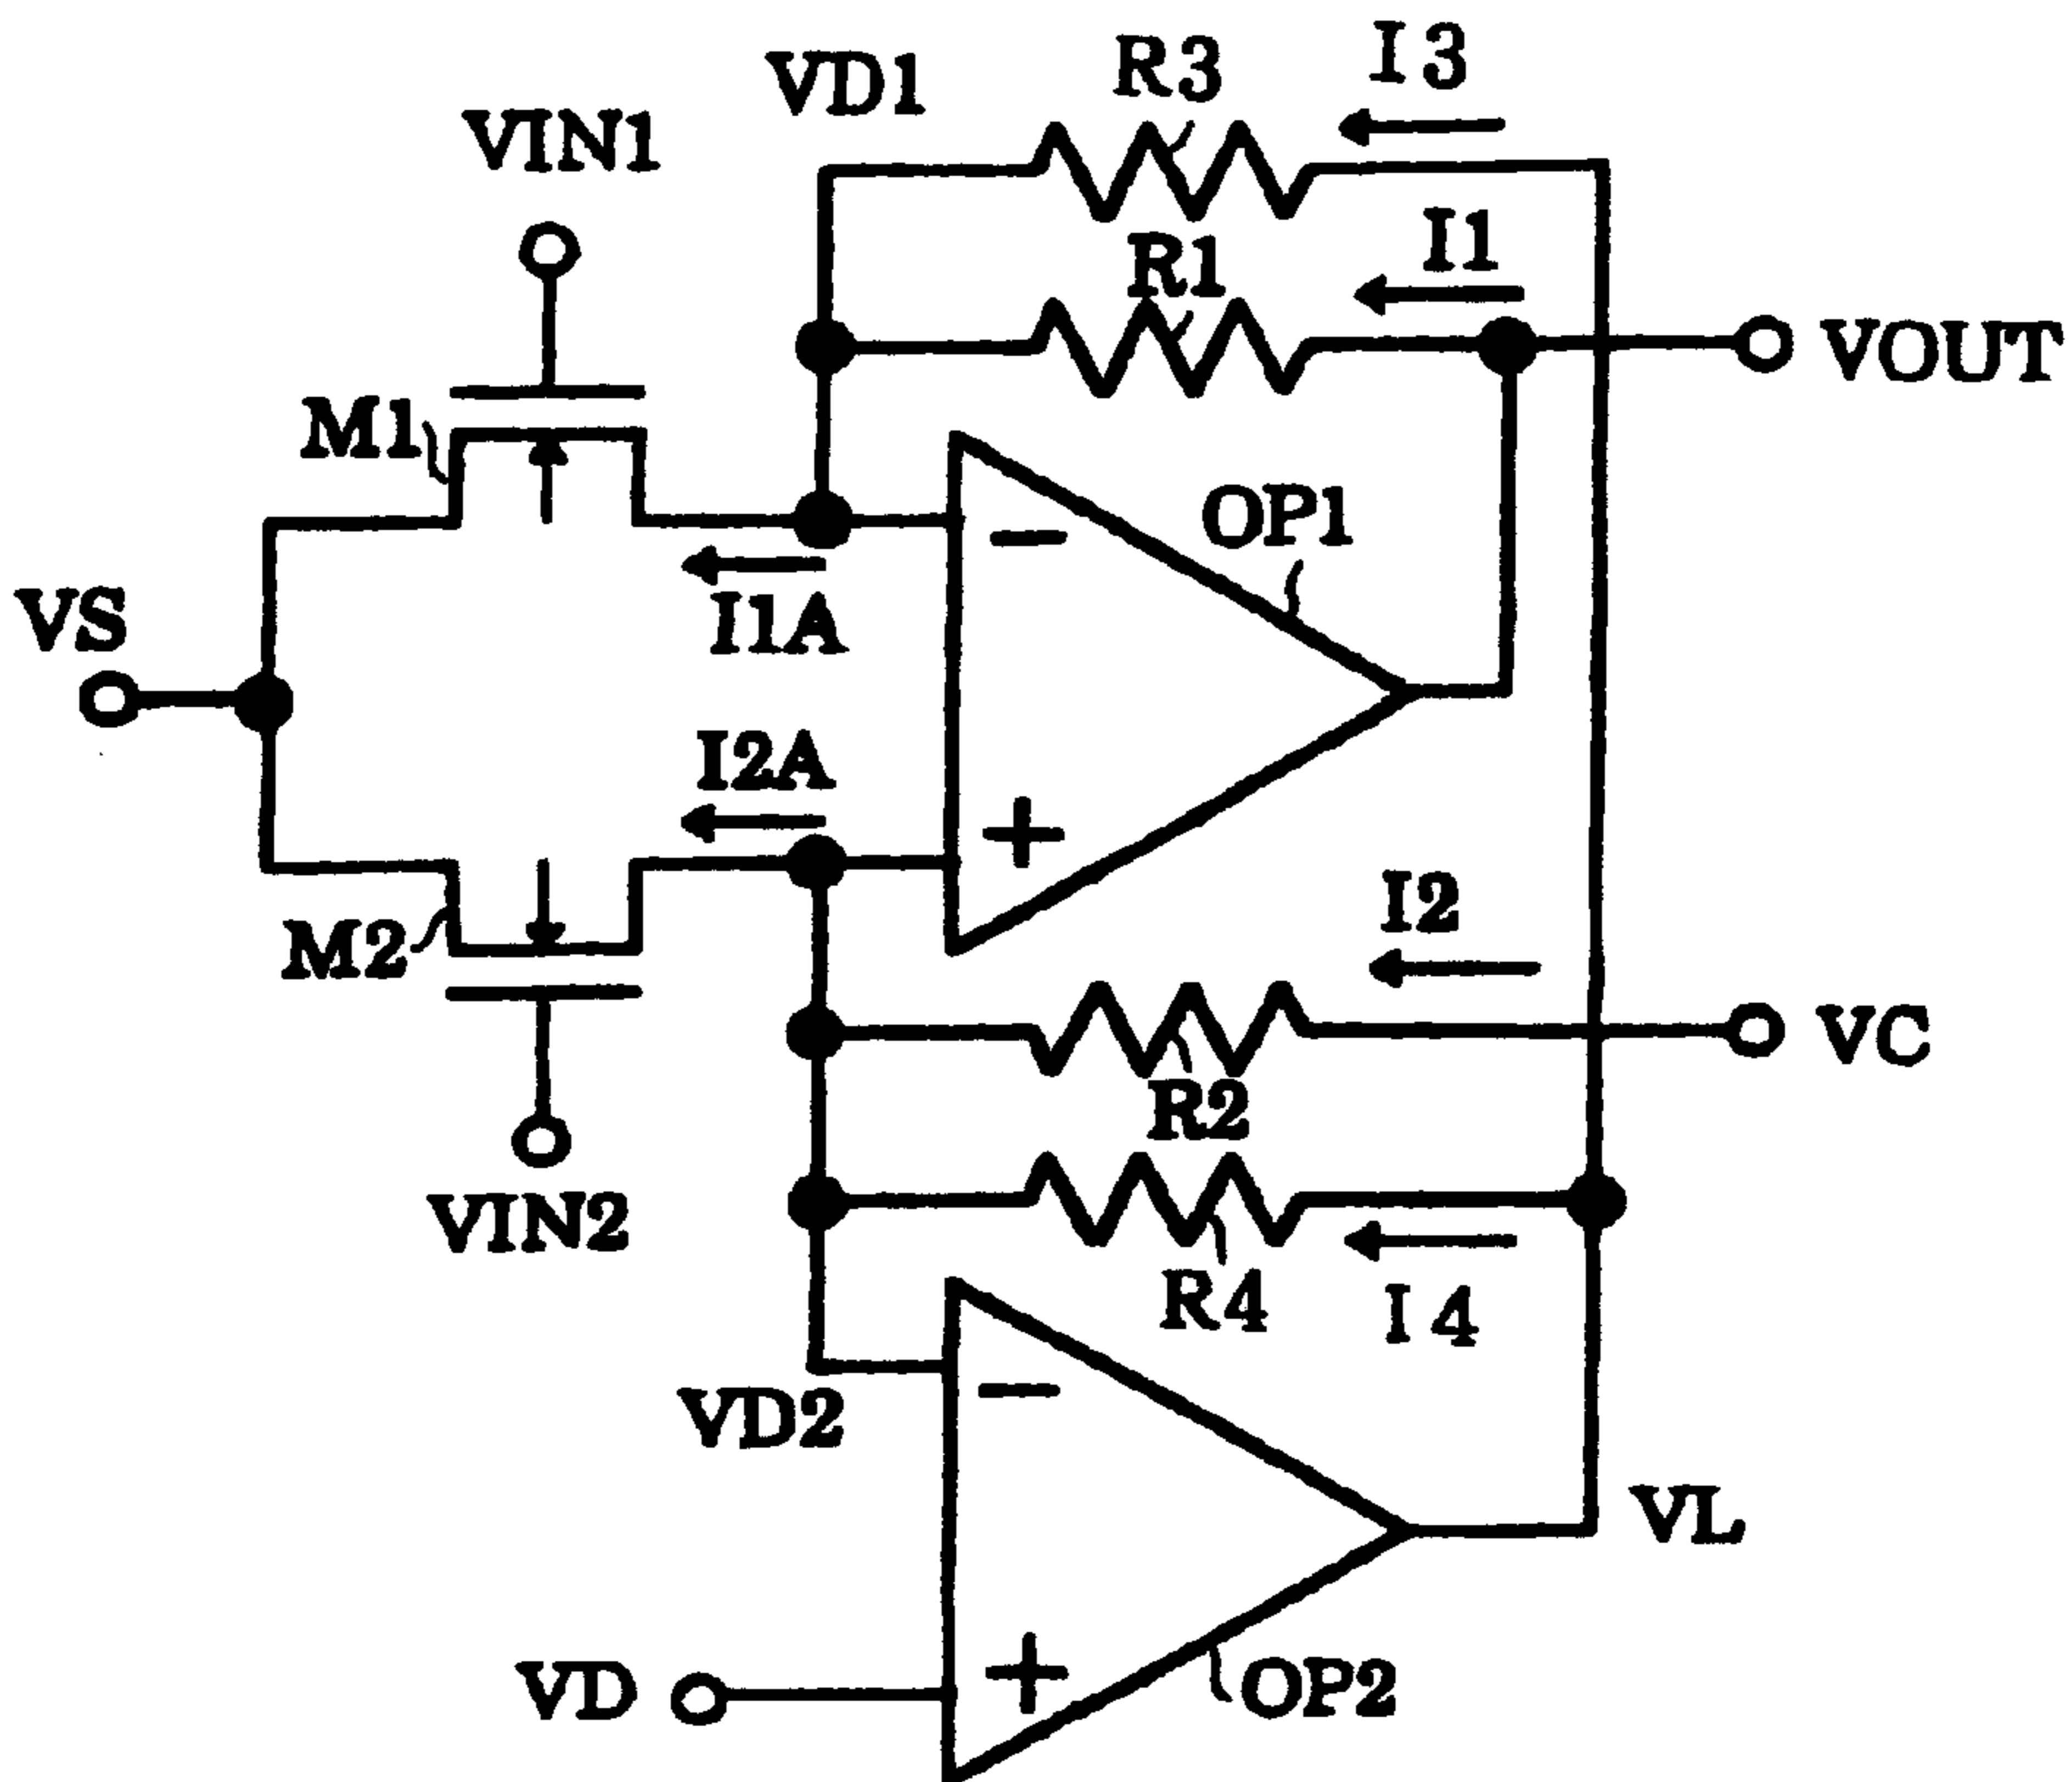 R3
I3
VD1
VIN1
I1
R1
VOUT
M1
OP1
VS
I1A
I2A
-
+
I2
M2
VC
R2
VIN2
R4
I4
VD2
-
VL
+
VD
OP2